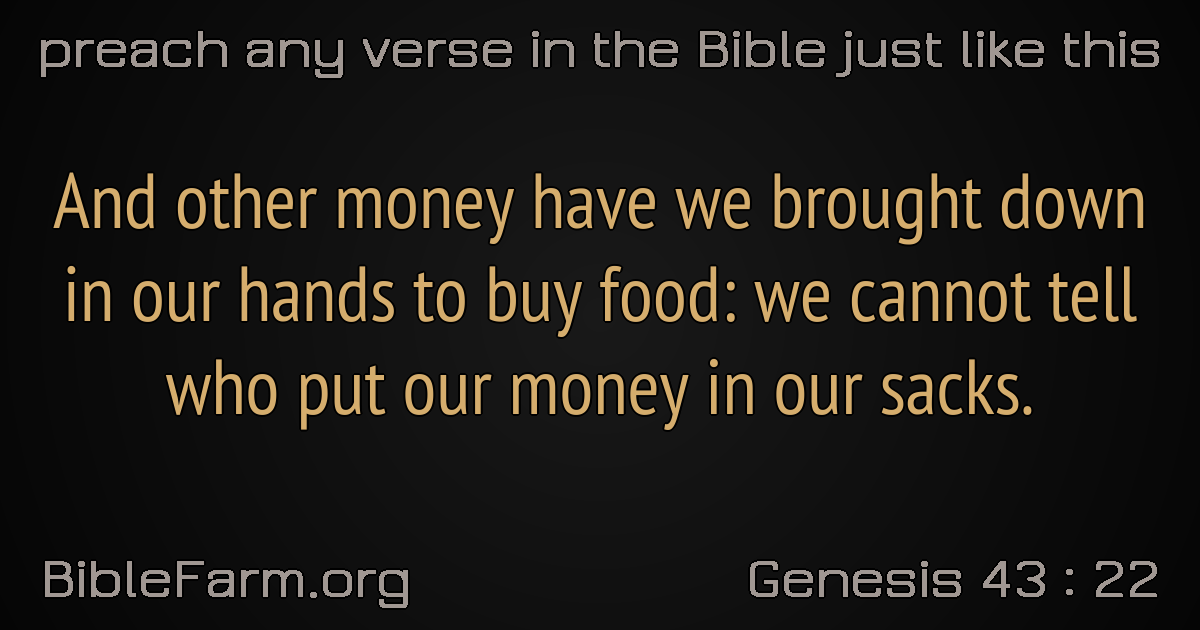 preach any verse in the Bible just like this
And other money have we brought down
in our hands to buy food: we cannot tell
who put our money in our sacks.
BibleFarm.org
Genesis 43 : 22